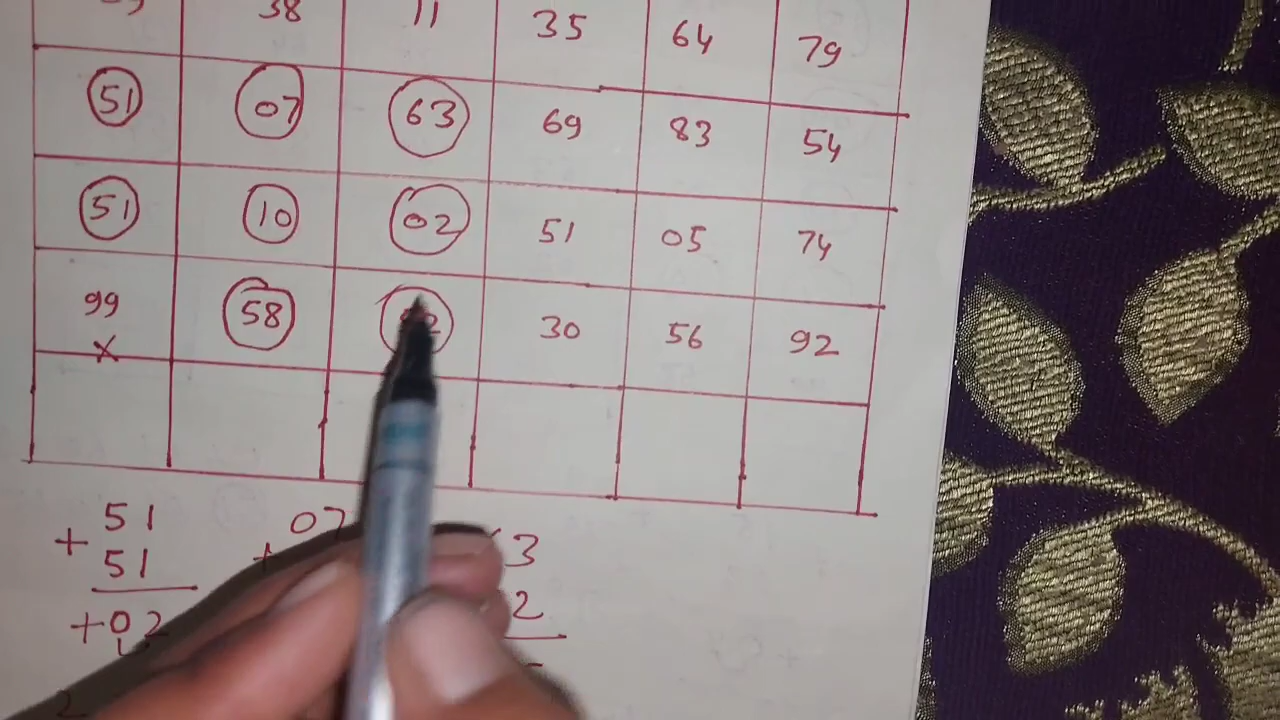 38 11 35 64 79
51 07 63 69 83 54
51 10 02 51 05 74
99 58 30 56 92
X
51 07 3
+ 51 + 2
+02
2